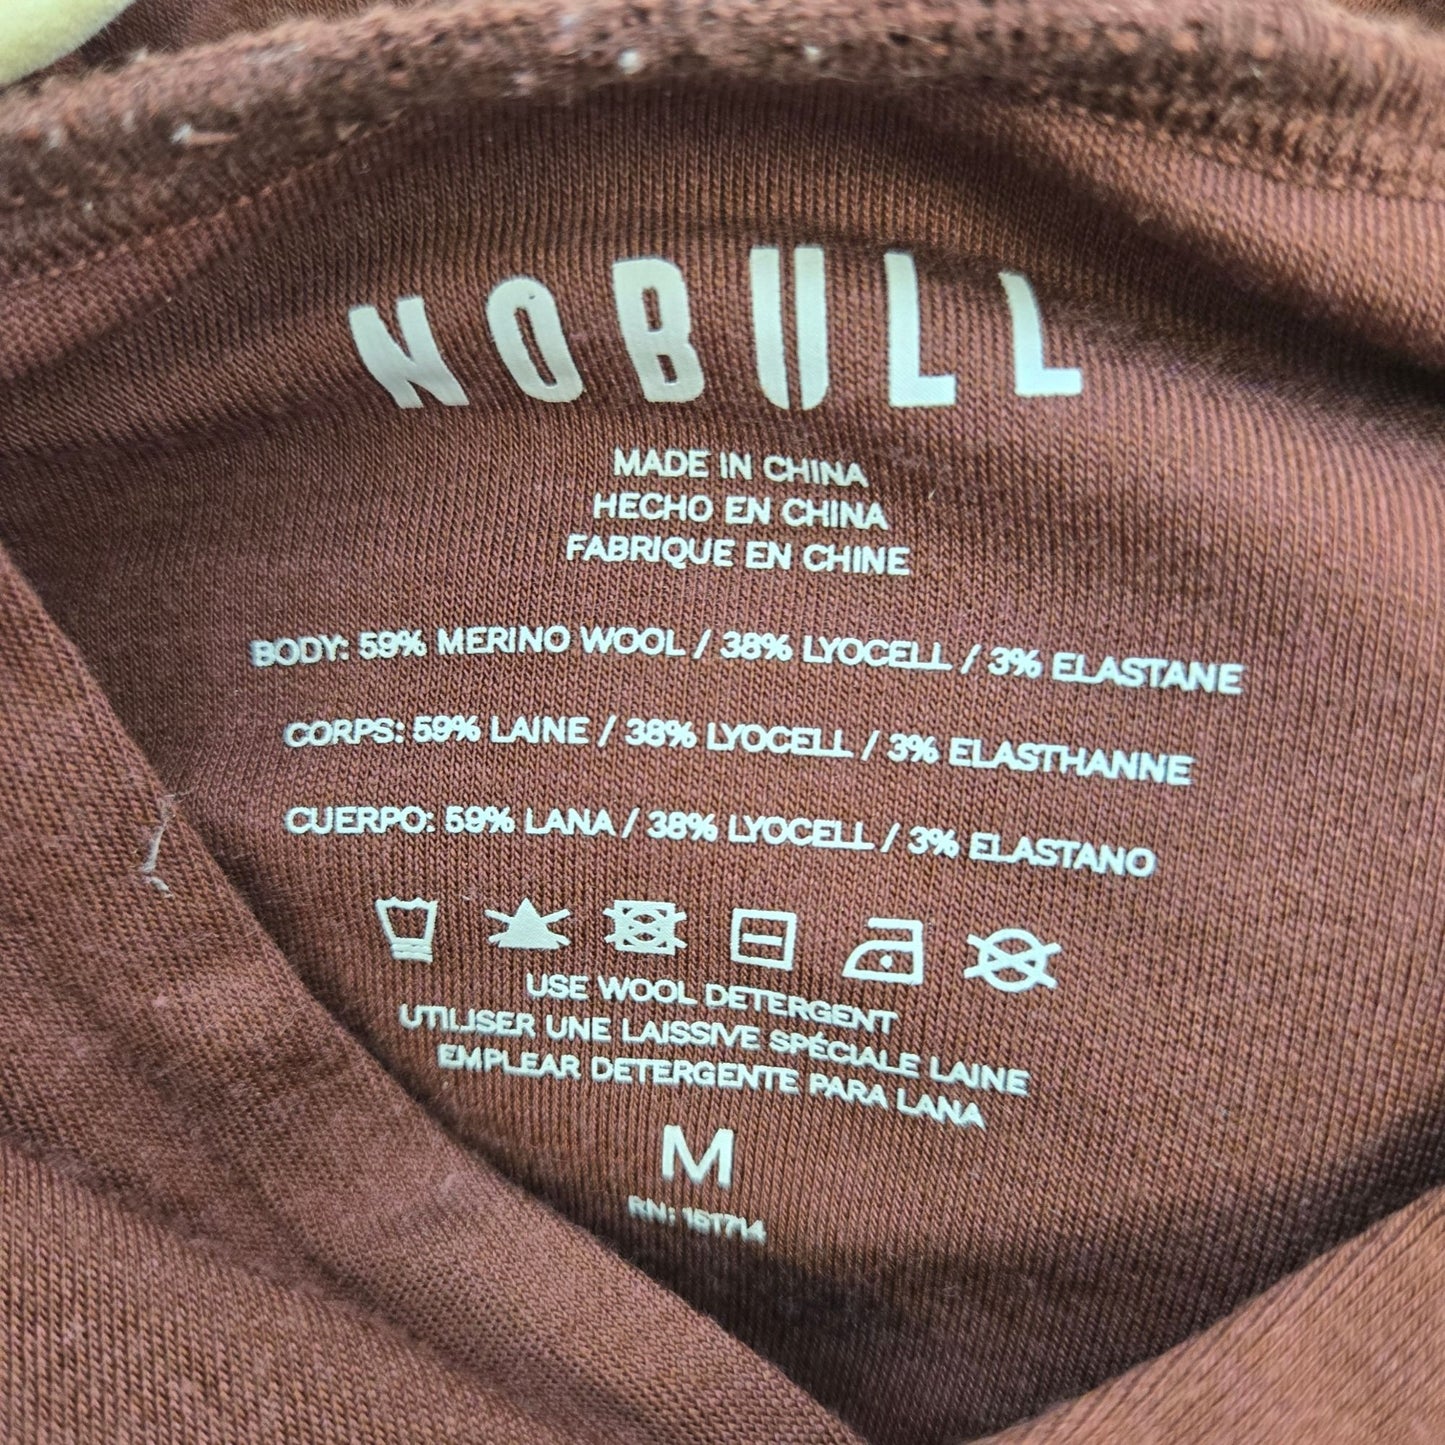 NOBULL
MADE IN CHINA
HECHO EN CHINA
FABRIQUE EN CHINE
BODY: 59% MERINO WOOL / 38% LYOCELL / 3% ELASTANE
CORPS: 59% LAINE / 38% LYOCELL / 3% ELASTHANNE
CUERPO: 59% LANA / 38% LYOCELL / 3% ELASTANO
USE WOOL DETERGENT
UTILISER UNE LAISSIVE SPÉCIALE LAINE
EMPLEAR DETERGENTE PARA LANA
M
RN: 151714